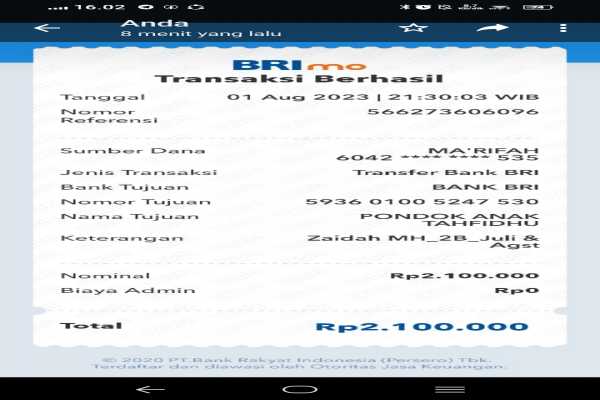 16.02
Anda
8 menit yang lalu
BRImo
Transaksi Berhasil
Tanggal 01 Aug 2023 | 21:30:03 WIB
Nomor 566273606096
Referensi
Sumber Dana MA'RIFAH
6042 **** **** 535
Jenis Transaksi Transfer Bank BRI
Bank Tujuan BANK BRI
Nomor Tujuan 5936 0100 5247 530
Nama Tujuan PONDOK ANAK
TAHFIDHU
Keterangan Zaidah MH_2B_Juli &
Agst
Nominal Rp2.100.000
Biaya Admin Rp0
Total Rp2.100.000
© 2020 PT.Bank Rakyat Indonesia (Persero) Tbk.
Terdaftar dan diawasi oleh Otoritas Jasa Keuangan.